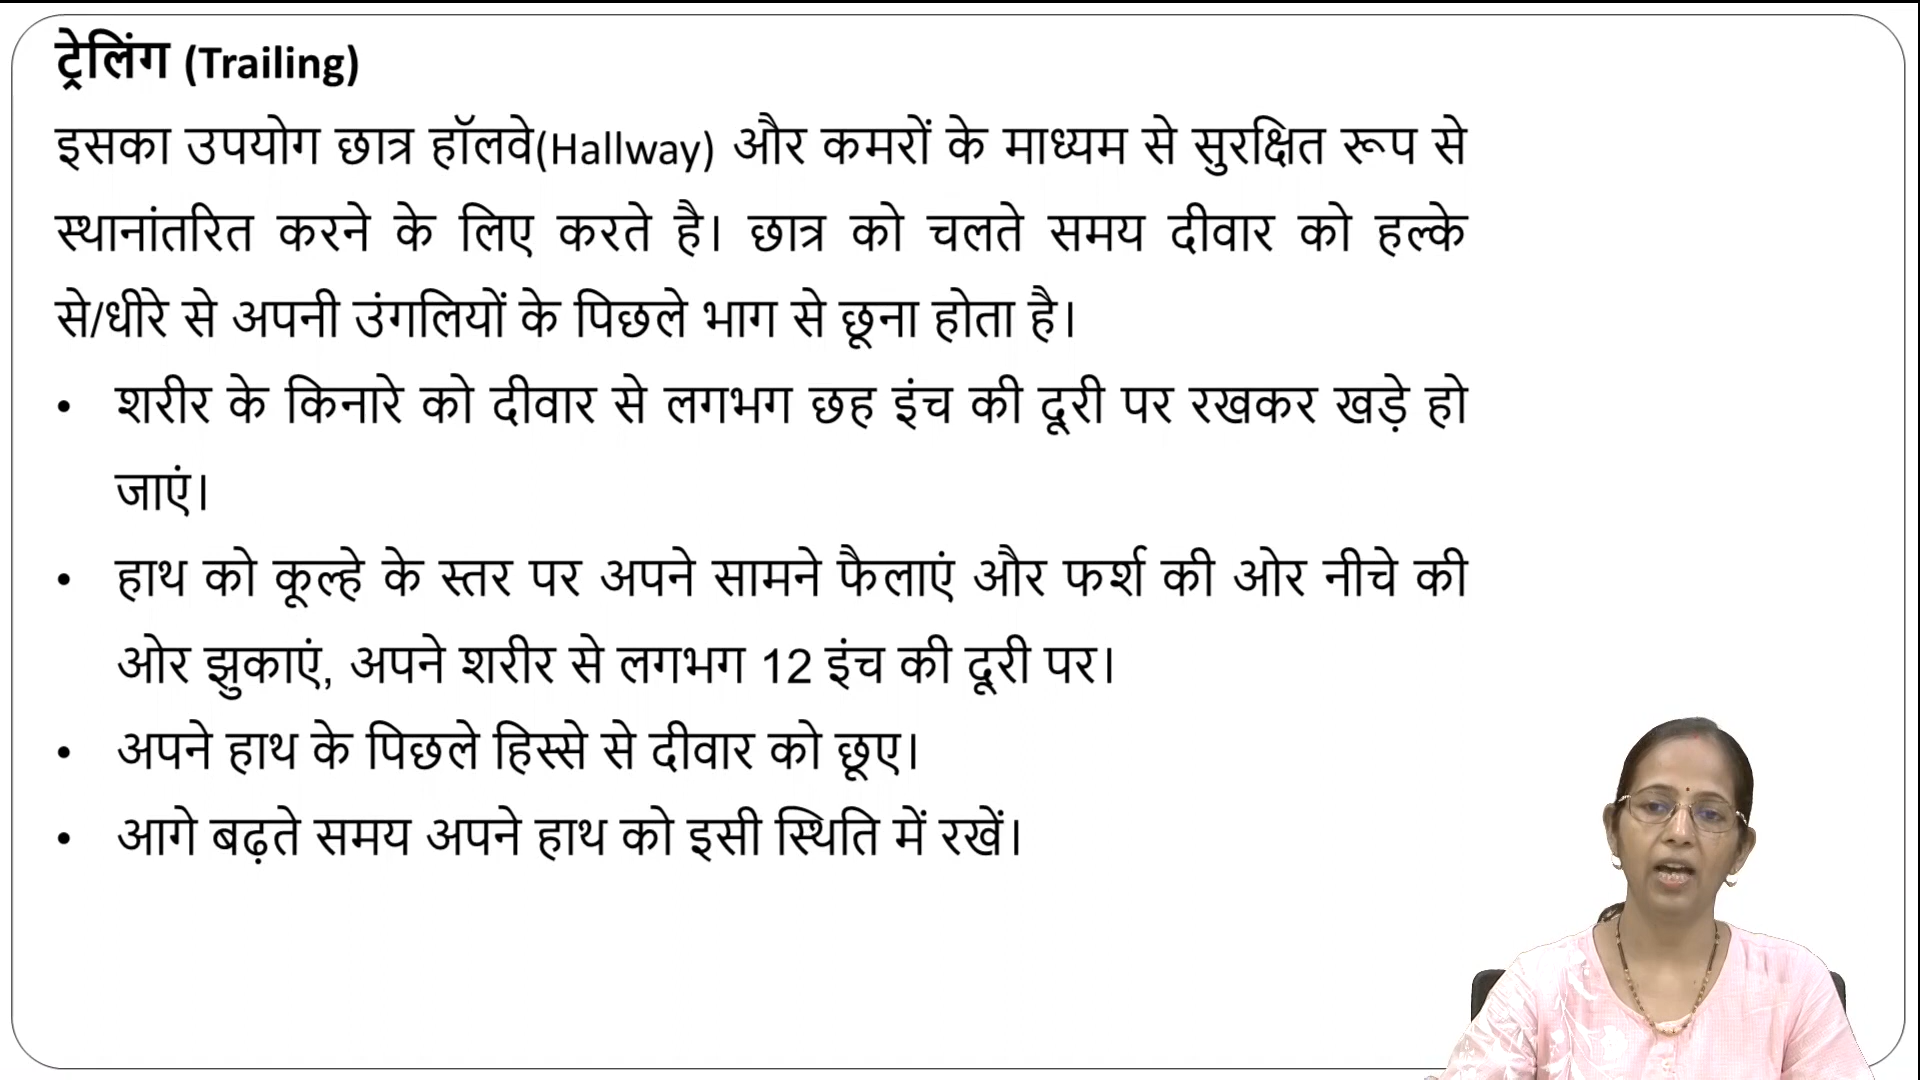 ट्रेलिंग (Trailing)
इसका उपयोग छात्र हॉलवे(Hallway) और कमरों के माध्यम से सुरक्षित रूप से
स्थानांतरित करने के लिए करते है। छात्र को चलते समय दीवार को हल्के
से/धीरे से अपनी उंगलियों के पिछले भाग से छूना होता है।
• शरीर के किनारे को दीवार से लगभग छह इंच की दूरी पर रखकर खड़े हो
जाएं।
• हाथ को कूल्हे के स्तर पर अपने सामने फैलाएं और फर्श की ओर नीचे की
ओर झुकाएं, अपने शरीर से लगभग 12 इंच की दूरी पर।
• अपने हाथ के पिछले हिस्से से दीवार को छूए।
• आगे बढ़ते समय अपने हाथ को इसी स्थिति में रखें।